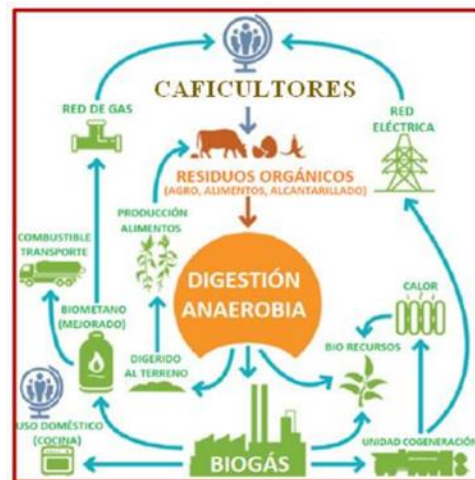 CAFICULTORES
RED DE GAS
RED
ELÉCTRICA
RESIDUOS ORGÁNICOS
(AGRO, ALIMENTOS, ALCANTARILLADO)
PRODUCCIÓN
ALIMENTOS
COMBUSTIBLE
TRANSPORTE
DIGESTIÓN
ANAEROBIA
CALOR
BIOMETANO
(MEJORADO)
DIGERIDO
AL TERRENO
BIO RECURSOS
USO DOMÉSTICO
(COCINA)
BIOGÁS
UNIDAD COGENERACIÓN